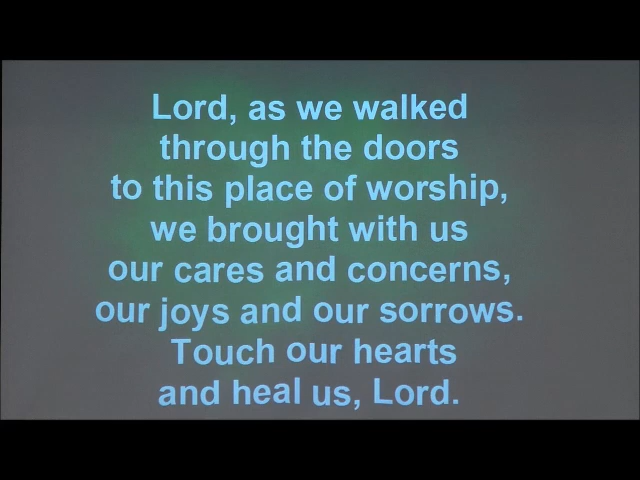 Lord, as we walked
through the doors
to this place of worship,
we brought with us
our cares and concerns,
our joys and our sorrows.
Touch our hearts
and heal us, Lord.